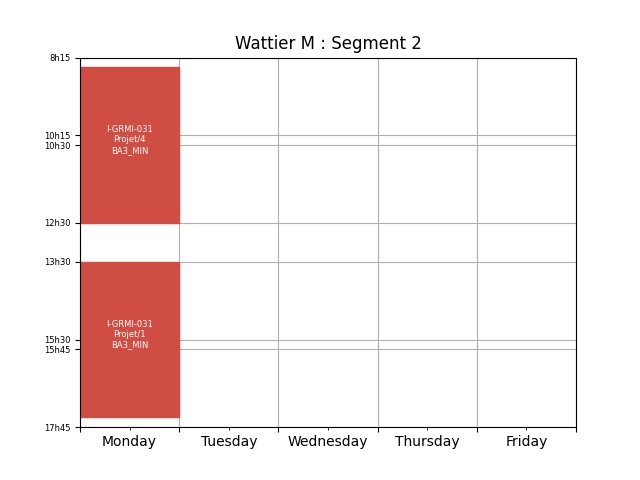 Wattier M : Segment 2
8h15
I-GRMI-031
Projet/4
BA3_MIN
10h15
10h30
12h30
13h30
I-GRMI-031
Projet/1
BA3_MIN
15h30
15h45
17h45
Monday Tuesday Wednesday Thursday Friday